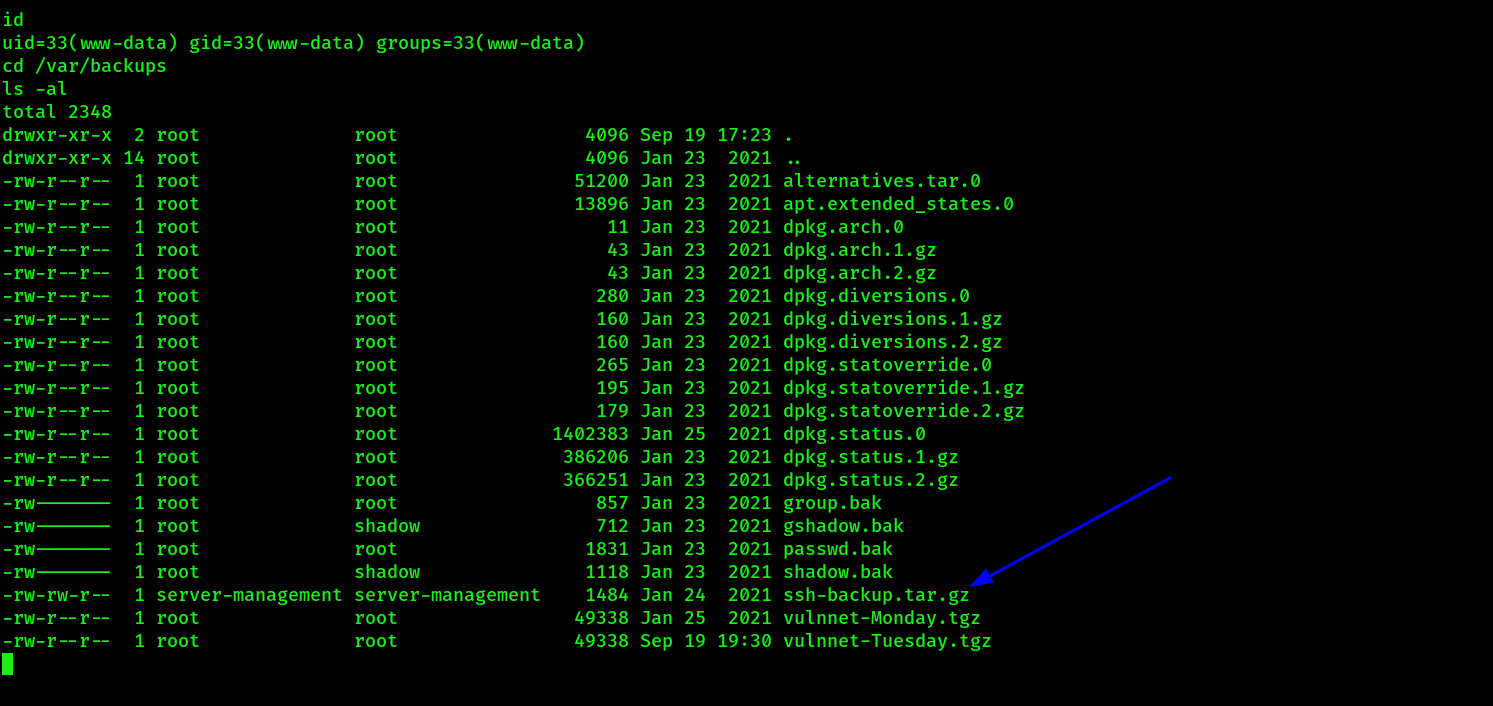 id
uid=33(www-data) gid=33(www-data) groups=33(www-data)
cd /var/backups
ls -al
total 2348
drwxr-xr-x  2 root              root                 4096 Sep 19 17:23 .
drwxr-xr-x 14 root              root                 4096 Jan 23  2021 ..
-rw-r--r--  1 root              root                51200 Jan 23  2021 alternatives.tar.0
-rw-r--r--  1 root              root                13896 Jan 23  2021 apt.extended_states.0
-rw-r--r--  1 root              root                   11 Jan 23  2021 dpkg.arch.0
-rw-r--r--  1 root              root                   43 Jan 23  2021 dpkg.arch.1.gz
-rw-r--r--  1 root              root                   43 Jan 23  2021 dpkg.arch.2.gz
-rw-r--r--  1 root              root                  280 Jan 23  2021 dpkg.diversions.0
-rw-r--r--  1 root              root                  160 Jan 23  2021 dpkg.diversions.1.gz
-rw-r--r--  1 root              root                  160 Jan 23  2021 dpkg.diversions.2.gz
-rw-r--r--  1 root              root                  265 Jan 23  2021 dpkg.statoverride.0
-rw-r--r--  1 root              root                  195 Jan 23  2021 dpkg.statoverride.1.gz
-rw-r--r--  1 root              root                  179 Jan 23  2021 dpkg.statoverride.2.gz
-rw-r--r--  1 root              root              1402383 Jan 25  2021 dpkg.status.0
-rw-r--r--  1 root              root               386206 Jan 23  2021 dpkg.status.1.gz
-rw-r--r--  1 root              root               366251 Jan 23  2021 dpkg.status.2.gz
-rw-------  1 root              root                  857 Jan 23  2021 group.bak
-rw-------  1 root              shadow                712 Jan 23  2021 gshadow.bak
-rw-------  1 root              root                 1831 Jan 23  2021 passwd.bak
-rw-------  1 root              shadow               1118 Jan 23  2021 shadow.bak
-rw-rw-r--  1 server-management server-management    1484 Jan 24  2021 ssh-backup.tar.gz
-rw-r--r--  1 root              root                49338 Jan 25  2021 vulnnet-Monday.tgz
-rw-r--r--  1 root              root                49338 Sep 19 19:30 vulnnet-Tuesday.tgz